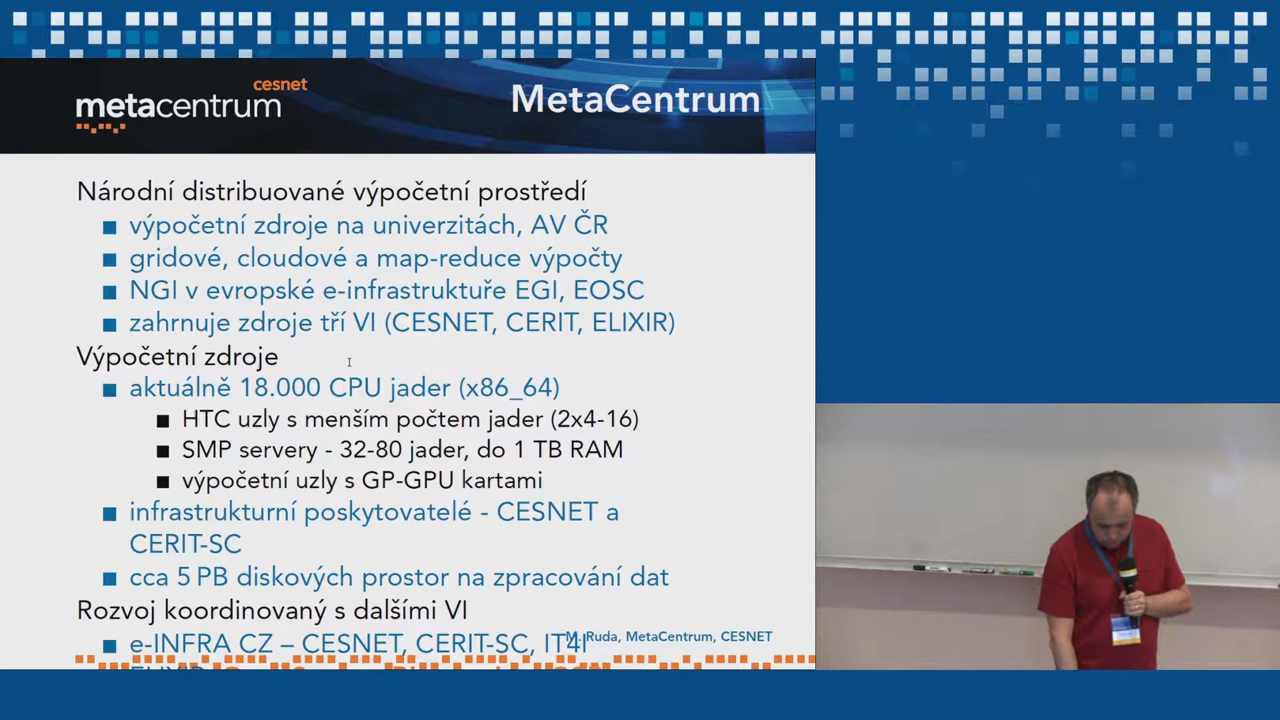 cesnet
metacentrum
MetaCentrum
Národní distribuované výpočetní prostředí
výpočetní zdroje na univerzitách, AV ČR
gridové, cloudové a map-reduce výpočty
NGI v evropské e-infrastruktuře EGI, EOSC
zahrnuje zdroje tří VI (CESNET, CERIT, ELIXIR)
Výpočetní zdroje
aktuálně 18.000 CPU jader (x86_64)
HTC uzly s menším počtem jader (2x4-16)
SMP servery - 32-80 jader, do 1 TB RAM
výpočetní uzly s GP-GPU kartami
infrastrukturní poskytovatelé - CESNET a
CERIT-SC
cca 5 PB diskových prostor na zpracování dat
Rozvoj koordinovaný s dalšími VI
e-INFRA CZ – CESNET, CERIT-SC, IT4I
M. Ruda, MetaCentrum, CESNET